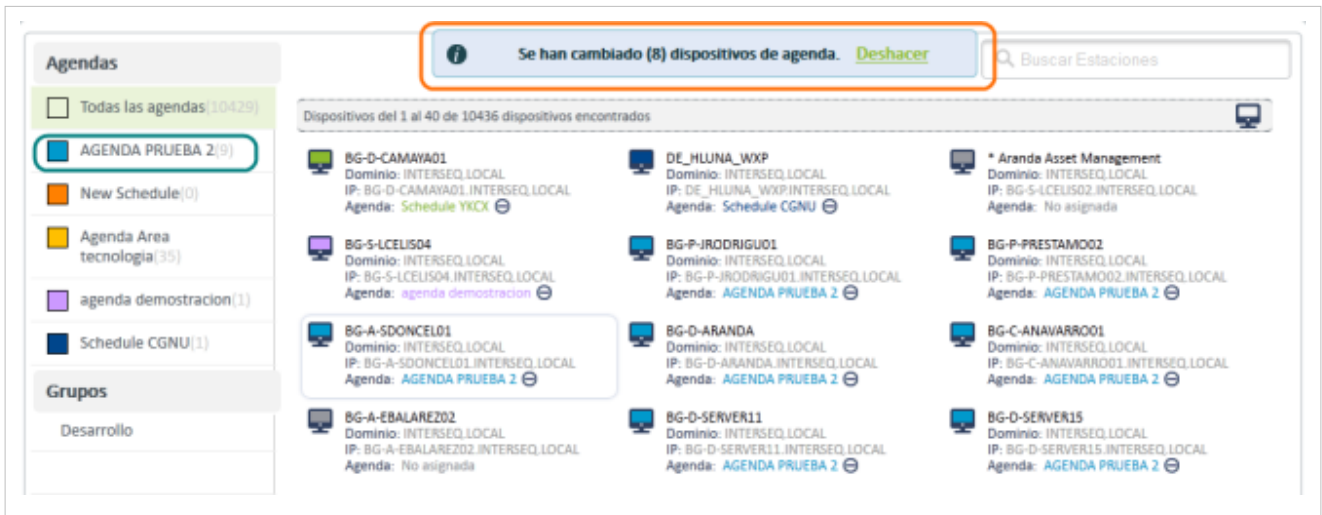 Se han cambiado (8) dispositivos de agenda. Deshacer
Buscar Estaciones
Agendas
Todas las agendas(10429)
AGENDA PRUEBA 2(9)
New Schedule(0)
Agenda Area
tecnologia(35)
agenda demostracion(1)
Schedule CGNU(1)
Grupos
Desarrollo
Dispositivos del 1 al 40 de 10436 dispositivos encontrados
BG-D-CAMAYA01
Dominio: INTERSEQ.LOCAL
IP: BG-D-CAMAYA01.INTERSEQ.LOCAL
Agenda: Schedule YKCX
DE_HLUNA_WXP
Dominio: INTERSEQ.LOCAL
IP: DE_HLUNA_WXP.INTERSEQ.LOCAL
Agenda: Schedule CGNU
* Aranda Asset Management
Dominio: INTERSEQ.LOCAL
IP: BG-S-LCELIS02.INTERSEQ.LOCAL
Agenda: No asignada
BG-S-LCELIS04
Dominio: INTERSEQ.LOCAL
IP: BG-S-LCELIS04.INTERSEQ.LOCAL
Agenda: agenda demostracion
BG-P-JRODRIGU01
Dominio: INTERSEQ.LOCAL
IP: BG-P-JRODRIGU01.INTERSEQ.LOCAL
Agenda: AGENDA PRUEBA 2
BG-P-PRESTAMO02
Dominio: INTERSEQ.LOCAL
IP: BG-P-PRESTAMO02.INTERSEQ.LOCAL
Agenda: AGENDA PRUEBA 2
BG-A-SDONCEL01
Dominio: INTERSEQ.LOCAL
IP: BG-A-SDONCEL01.INTERSEQ.LOCAL
Agenda: AGENDA PRUEBA 2
BG-D-ARANDA
Dominio: INTERSEQ.LOCAL
IP: BG-D-ARANDA.INTERSEQ.LOCAL
Agenda: AGENDA PRUEBA 2
BG-C-ANAVARRO01
Dominio: INTERSEQ.LOCAL
IP: BG-C-ANAVARRO01.INTERSEQ.LOCAL
Agenda: AGENDA PRUEBA 2
BG-A-EBALAREZ02
Dominio: INTERSEQ.LOCAL
IP: BG-A-EBALAREZ02.INTERSEQ.LOCAL
Agenda: No asignada
BG-D-SERVER11
Dominio: INTERSEQ.LOCAL
IP: BG-D-SERVER11.INTERSEQ.LOCAL
Agenda: AGENDA PRUEBA 2
BG-D-SERVER15
Dominio: INTERSEQ.LOCAL
IP: BG-D-SERVER15.INTERSEQ.LOCAL
Agenda: AGENDA PRUEBA 2